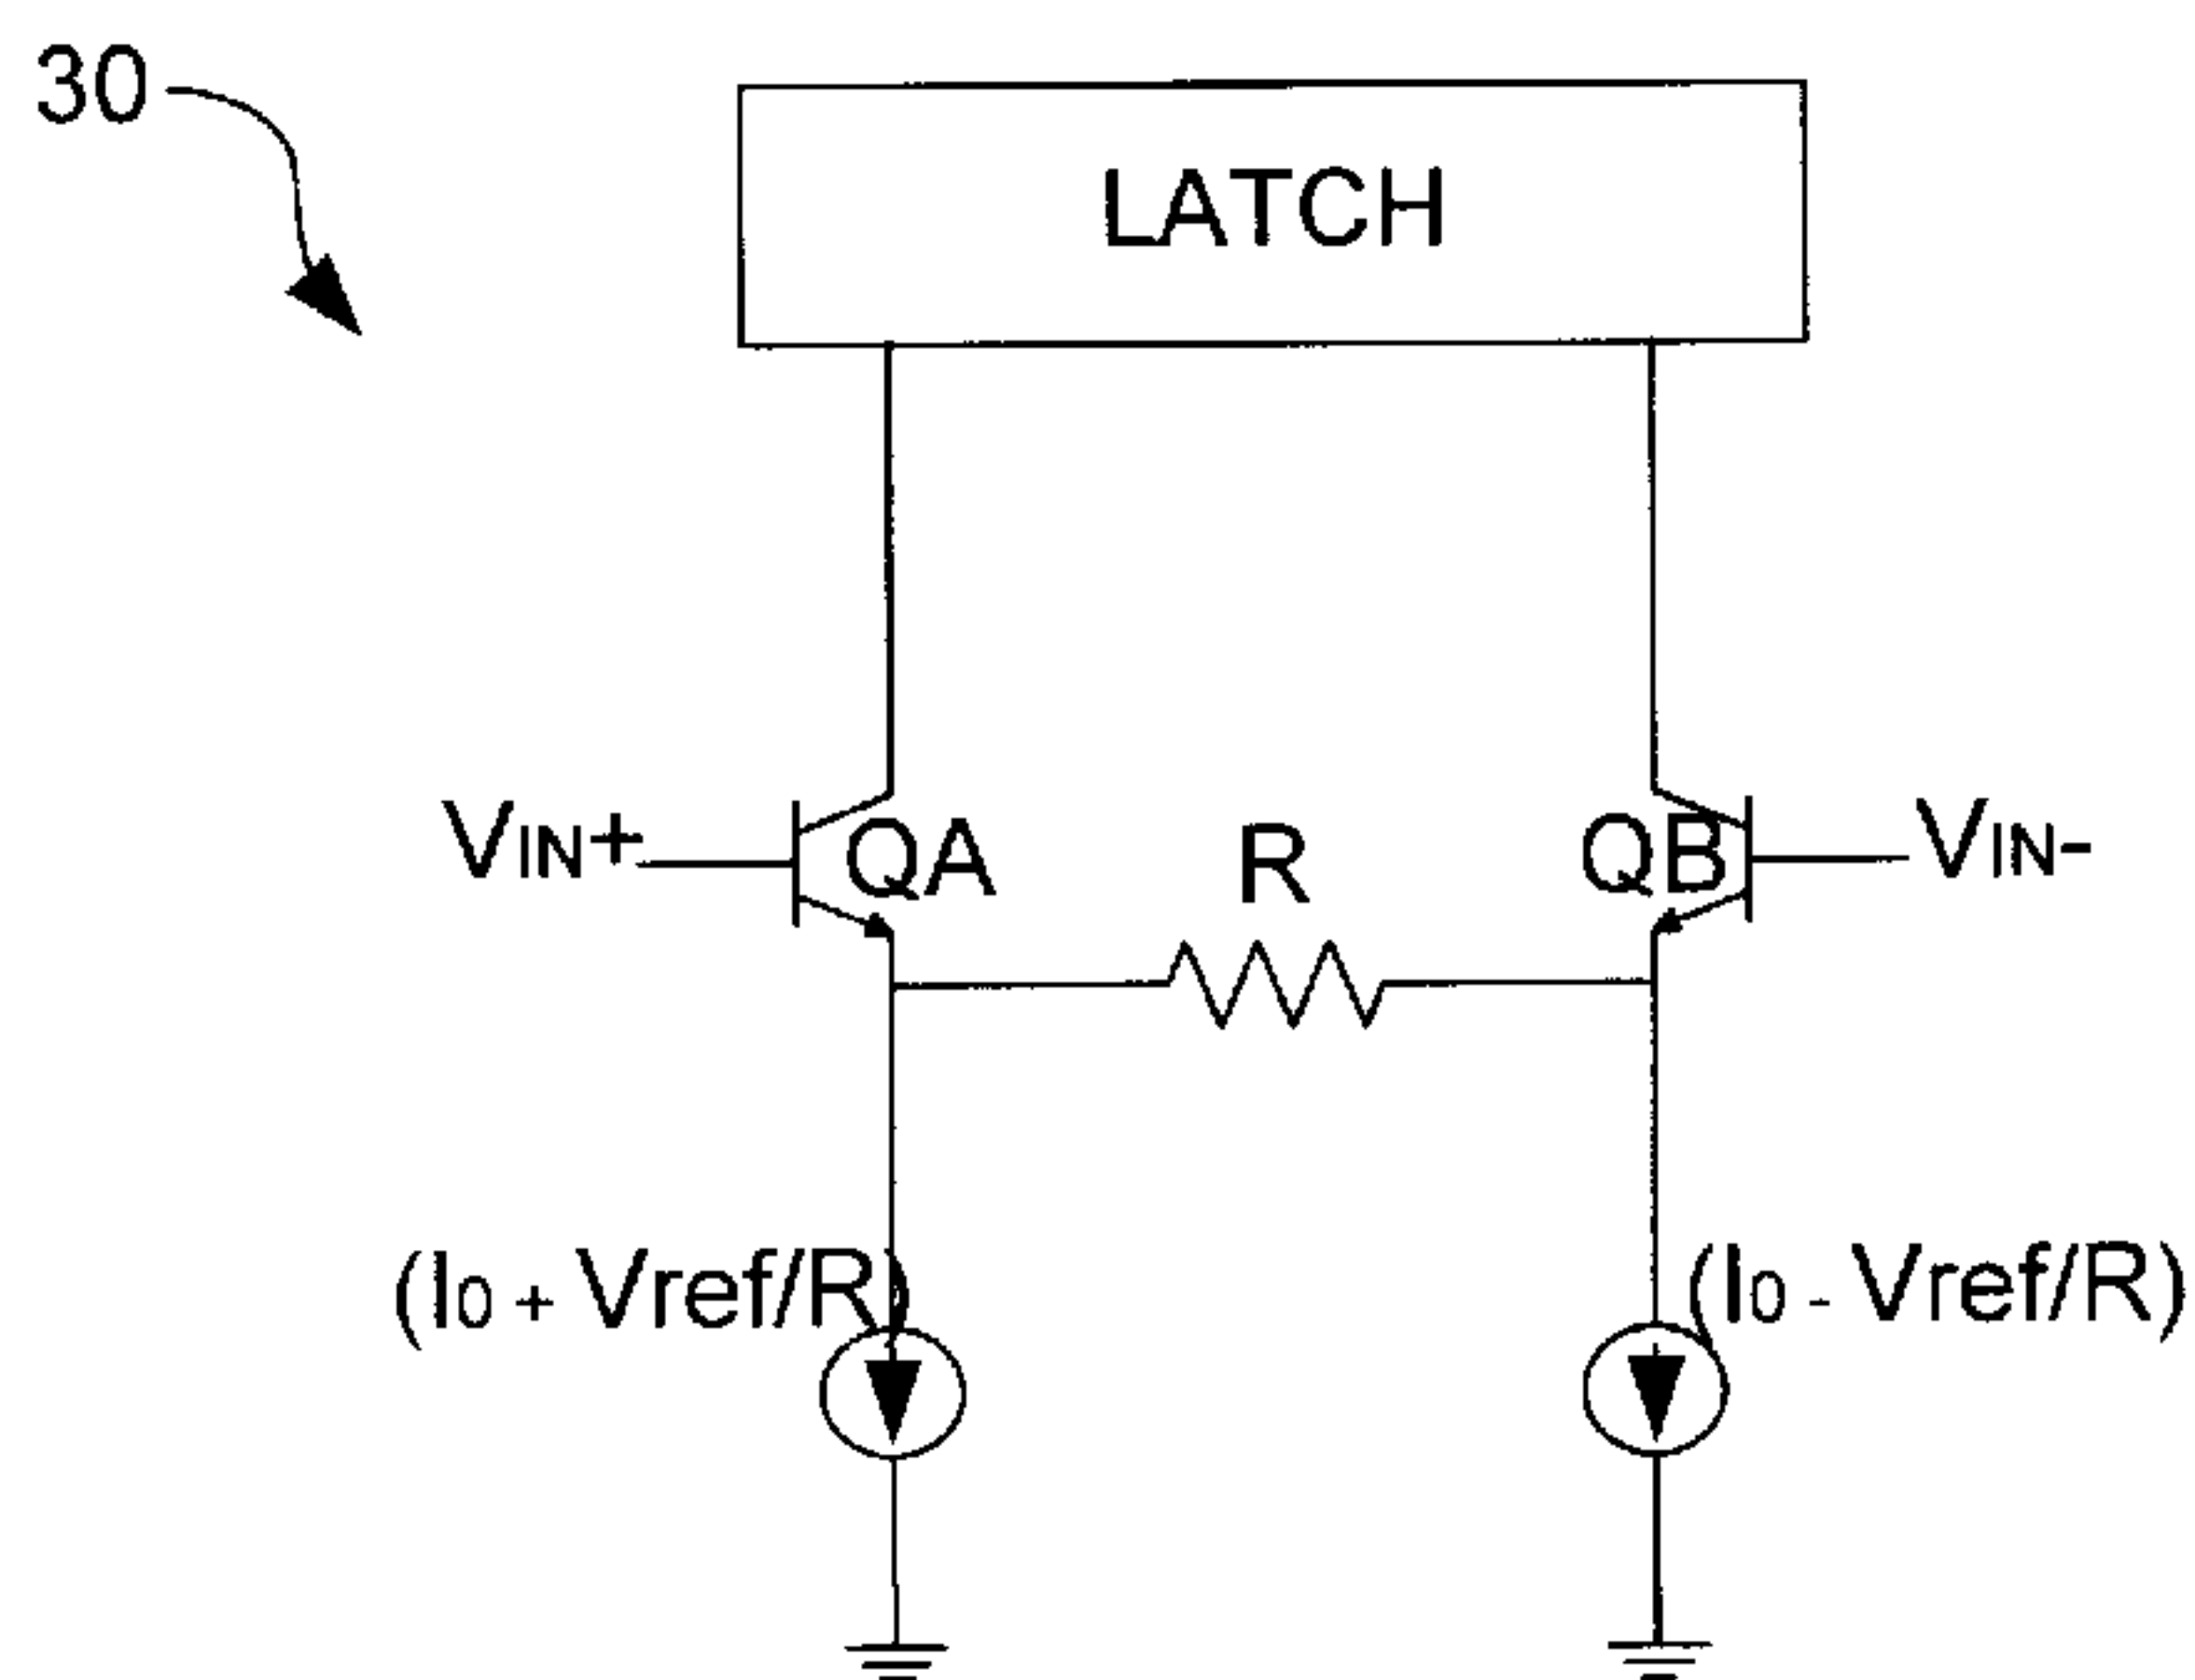 30
LATCH
VIN+
QA
R
QB
VIN-
(I0 + Vref/R)
(I0 - Vref/R)